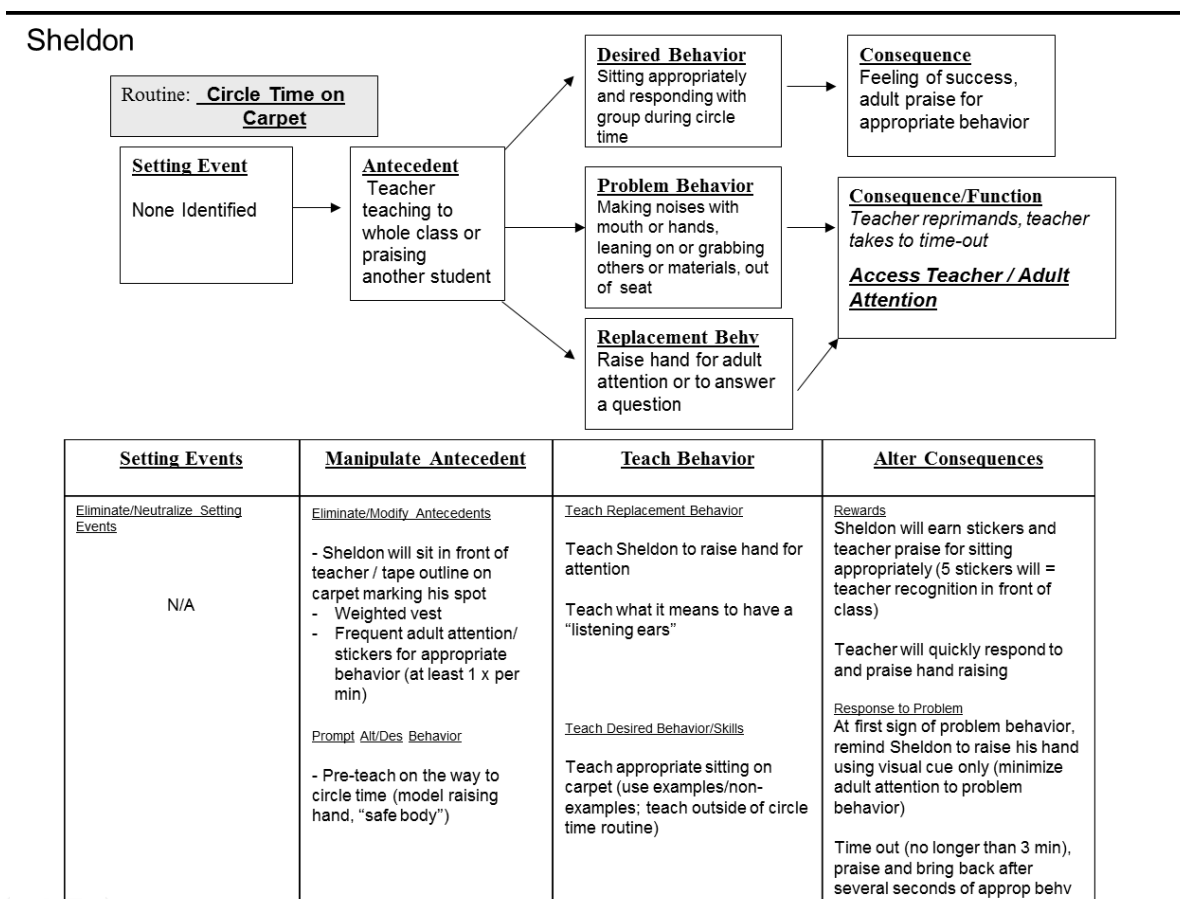 Sheldon
Routine: Circle Time on
Carpet
Setting Event
None Identified
Antecedent
Teacher
teaching to
whole class or
praising
another student
Desired Behavior
Sitting appropriately
and responding with
group during circle
time
Consequence
Feeling of success,
adult praise for
appropriate behavior
Problem Behavior
Making noises with
mouth or hands,
leaning on or grabbing
others or materials, out
of seat
Consequence/Function
Teacher reprimands, teacher
takes to time-out
Access Teacher / Adult
Attention
Replacement Behv
Raise hand for adult
attention or to answer
a question
Setting Events
Eliminate/Neutralize Setting
Events
N/A
Manipulate Antecedent
Eliminate/Modify Antecedents
- Sheldon will sit in front of
teacher / tape outline on
carpet marking his spot
- Weighted vest
- Frequent adult attention/
stickers for appropriate
behavior (at least 1 x per
min)
Prompt Alt/Des Behavior
- Pre-teach on the way to
circle time (model raising
hand, “safe body”)
Teach Behavior
Teach Replacement Behavior
Teach Sheldon to raise hand for
attention
Teach what it means to have a
“listening ears”
Teach Desired Behavior/Skills
Teach appropriate sitting on
carpet (use examples/non-
examples; teach outside of circle
time routine)
Alter Consequences
Rewards
Sheldon will earn stickers and
teacher praise for sitting
appropriately (5 stickers will =
teacher recognition in front of
class)
Teacher will quickly respond to
and praise hand raising
Response to Problem
At first sign of problem behavior,
remind Sheldon to raise his hand
using visual cue only (minimize
adult attention to problem
behavior)
Time out (no longer than 3 min),
praise and bring back after
several seconds of approp behv